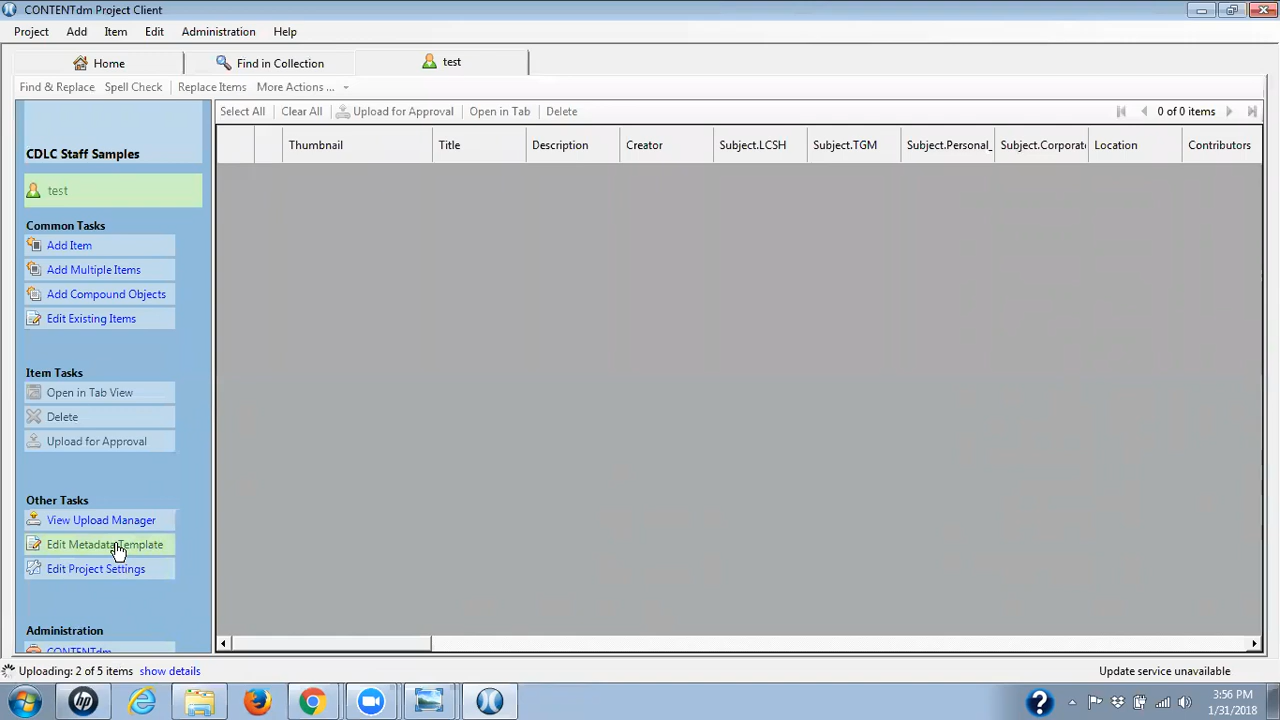 CONTENTdm Project Client
Project Add Item Edit Administration Help
Home Find in Collection test
Find & Replace Spell Check Replace Items More Actions ...
Select All Clear All Upload for Approval Open in Tab Delete 0 of 0 items
Thumbnail Title Description Creator Subject.LCSH Subject.TGM Subject.Personal_ Subject.Corporate Location Contributors
CDLC Staff Samples
test
Common Tasks
Add Item
Add Multiple Items
Add Compound Objects
Edit Existing Items
Item Tasks
Open in Tab View
Delete
Upload for Approval
Other Tasks
View Upload Manager
Edit Metadata Template
Edit Project Settings
Administration
CONTENTdm
Uploading: 2 of 5 items show details Update service unavailable
hp
?
3:56 PM
1/31/2018